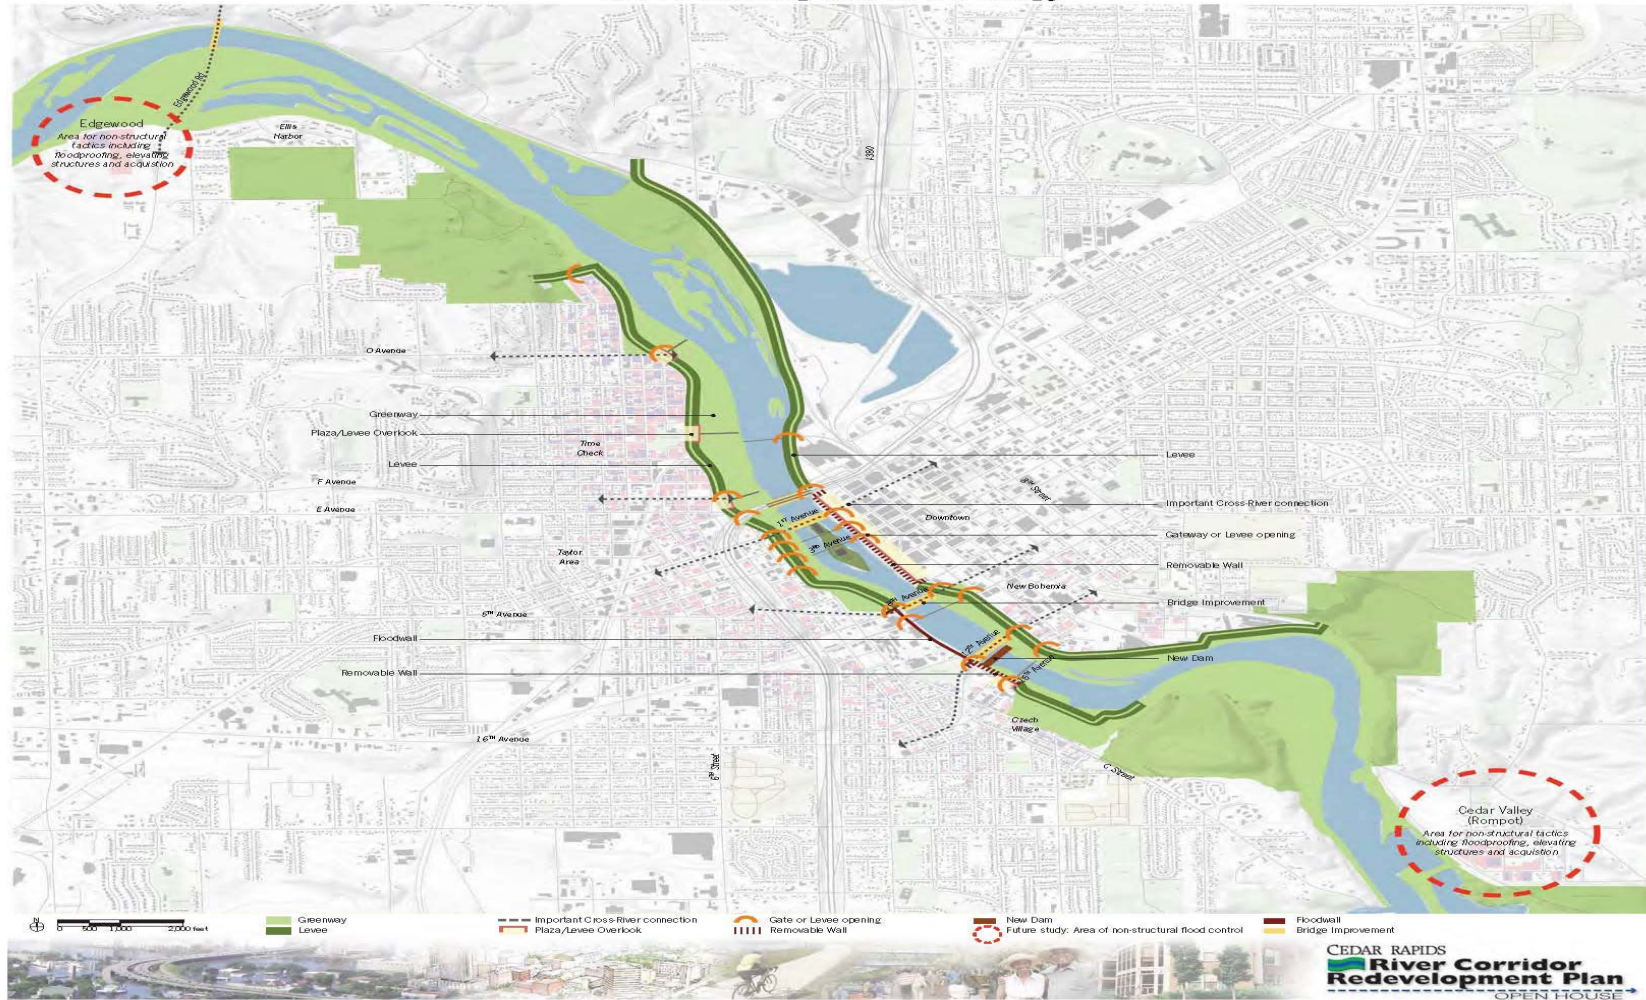 Edgewood Rd
Edgewood
Area for non-structural
tactics including
floodproofing, elevating
structures and acquistion
Ellis
Harbor
I380
O Avenue
Greenway
Plaza/Levee Overlook
Time
Check
Levee
Levee
F Avenue
E Avenue
8TH Street
Important Cross-River connection
1ST Avenue
Downtown
Gateway or Levee opening
3RD Avenue
Taylor
Area
Removable Wall
New Bohemia
Avenue
Bridge Improvement
5TH Avenue
Floodwall
12TH Avenue
New Dam
Removable Wall
16TH Avenue
Czech
Village
16TH Avenue
6TH Street
C Street
Cedar Valley
(Rompot)
Area for non-structural tactics
including floodproofing, elevating
structures and acquistion
N
0 500 1,000 2,000 feet
Greenway
Levee
Important Cross-River connection
Plaza/Levee Overlook
Gate or Levee opening
Removable Wall
New Dam
Future study: Area of non-structural flood control
Floodwall
Bridge Improvement
CEDAR RAPIDS
River Corridor
Redevelopment Plan
OPEN HOUSE